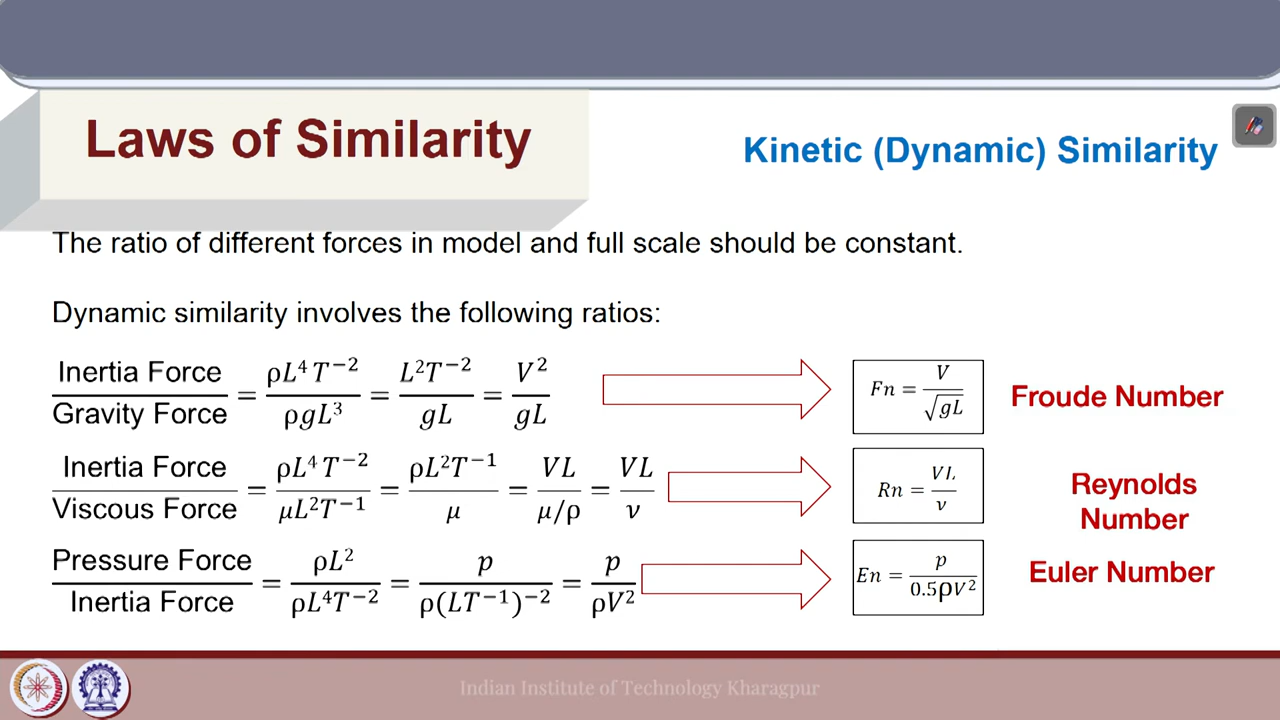 Laws of Similarity
Kinetic (Dynamic) Similarity
The ratio of different forces in model and full scale should be constant.
Dynamic similarity involves the following ratios:
Inertia Force / Gravity Force = ρL⁴T⁻² / ρgL³ = L²T⁻² / gL = V² / gL
Fn = V / √gL
Froude Number
Inertia Force / Viscous Force = ρL⁴T⁻² / μL²T⁻¹ = ρL²T⁻¹ / μ = VL / μ/ρ = VL / ν
Rn = VL / ν
Reynolds
Number
Pressure Force / Inertia Force = ρL² / ρL⁴T⁻² = p / ρ(LT⁻¹)⁻² = p / ρV²
En = p / 0.5ρV²
Euler Number
Indian Institute of Technology Kharagpur